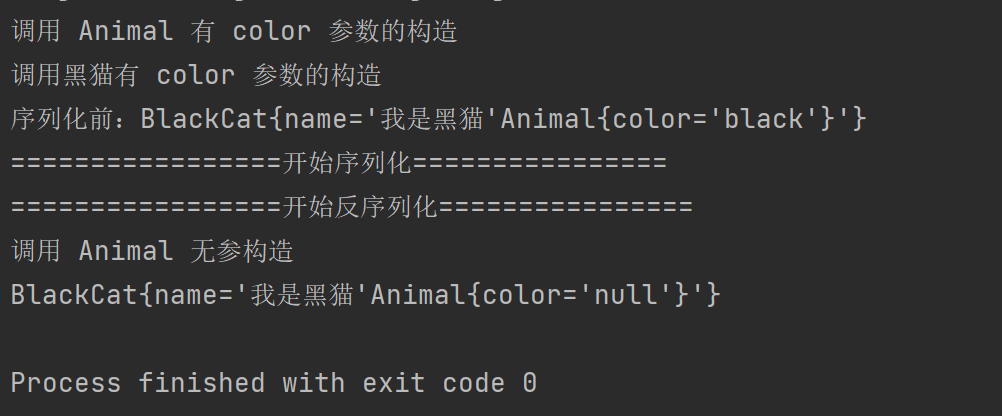 调用 Animal 有 color 参数的构造
调用黑猫有 color 参数的构造
序列化前：BlackCat{name='我是黑猫'Animal{color='black'}'}
=================开始序列化================
=================开始反序列化================
调用 Animal 无参构造
BlackCat{name='我是黑猫'Animal{color='null'}'}
Process finished with exit code 0